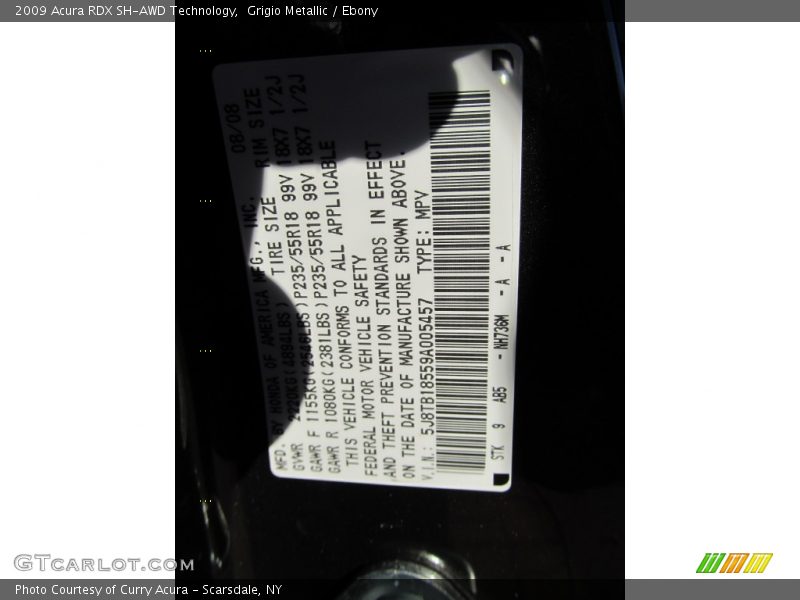 2009 Acura RDX SH-AWD Technology,  Grigio Metallic / Ebony
08/08
MFD. BY HONDA OF AMERICA MFG., INC.
TIRE SIZE RIM SIZE
GVWR 2220KG(4894LBS)
GAWR F 1155KG(2546LBS)P235/55R18 99V 18X7 1/2J
GAWR R 1080KG(2381LBS)P235/55R18 99V 18X7 1/2J
THIS VEHICLE CONFORMS TO ALL APPLICABLE
FEDERAL MOTOR VEHICLE SAFETY
AND THEFT PREVENTION STANDARDS IN EFFECT
ON THE DATE OF MANUFACTURE SHOWN ABOVE.
V.I.N.: 5J8TB18559A005457 TYPE: MPV
STK 9 AB5 - NH736M - A - A
GTcarlot.com
Photo Courtesy of Curry Acura - Scarsdale, NY